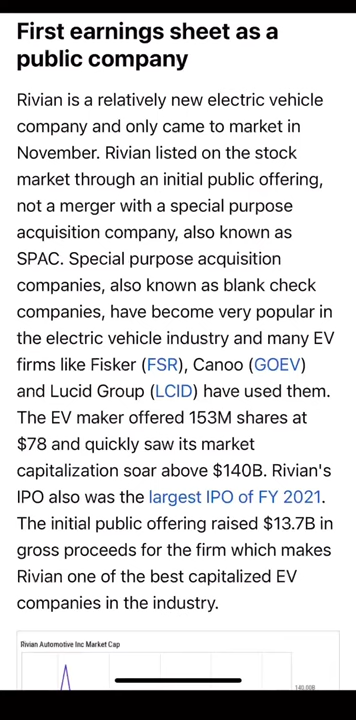 First earnings sheet as a
public company
Rivian is a relatively new electric vehicle
company and only came to market in
November. Rivian listed on the stock
market through an initial public offering,
not a merger with a special purpose
acquisition company, also known as
SPAC. Special purpose acquisition
companies, also known as blank check
companies, have become very popular in
the electric vehicle industry and many EV
firms like Fisker (FSR), Canoo (GOEV)
and Lucid Group (LCID) have used them.
The EV maker offered 153M shares at
$78 and quickly saw its market
capitalization soar above $140B. Rivian's
IPO also was the largest IPO of FY 2021.
The initial public offering raised $13.7B in
gross proceeds for the firm which makes
Rivian one of the best capitalized EV
companies in the industry.
Rivian Automotive Inc Market Cap
140.00B